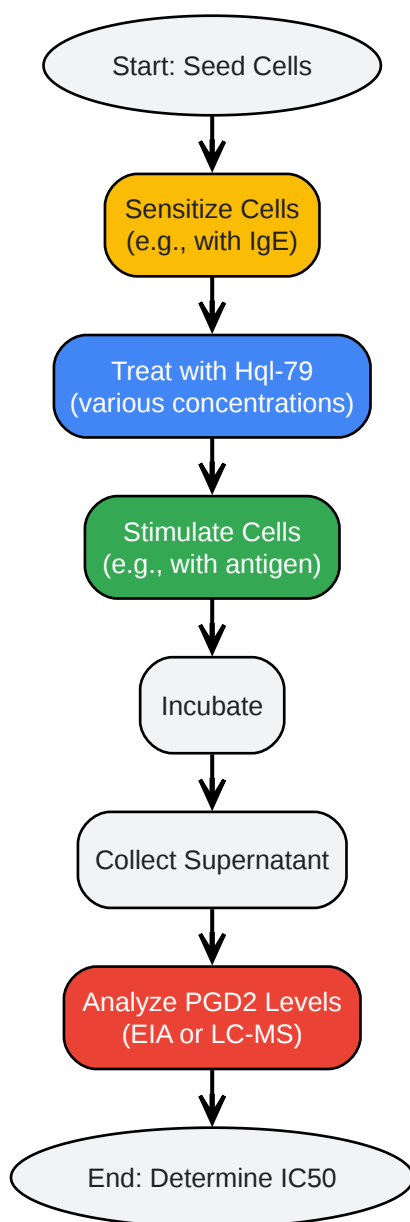 Start: Seed Cells
Sensitize Cells
(e.g., with IgE)
Treat with Hql-79
(various concentrations)
Stimulate Cells
(e.g., with antigen)
Incubate
Collect Supernatant
Analyze PGD2 Levels
(EIA or LC-MS)
End: Determine IC50